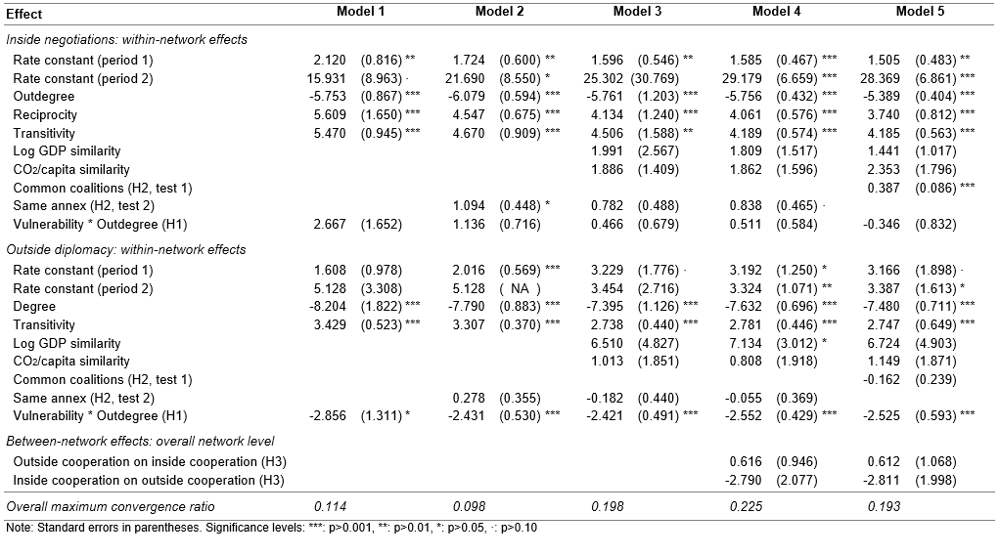 Effect Model 1 Model 2 Model 3 Model 4 Model 5
Inside negotiations: within-network effects
Rate constant (period 1) 2.120 (0.816) ** 1.724 (0.600) ** 1.596 (0.546) ** 1.585 (0.467) *** 1.505 (0.483) **
Rate constant (period 2) 15.931 (8.963) · 21.690 (8.550) * 25.302 (30.769) 29.179 (6.659) *** 28.369 (6.861) ***
Outdegree -5.753 (0.867) *** -6.079 (0.594) *** -5.761 (1.203) *** -5.756 (0.432) *** -5.389 (0.404) ***
Reciprocity 5.609 (1.650) *** 4.547 (0.675) *** 4.134 (1.240) *** 4.061 (0.576) *** 3.740 (0.812) ***
Transitivity 5.470 (0.945) *** 4.670 (0.909) *** 4.506 (1.588) ** 4.189 (0.574) *** 4.185 (0.563) ***
Log GDP similarity 1.991 (2.567) 1.809 (1.517) 1.441 (1.017)
CO₂/capita similarity 1.886 (1.409) 1.862 (1.596) 2.353 (1.796)
Common coalitions (H2, test 1) 0.387 (0.086) ***
Same annex (H2, test 2) 1.094 (0.448) * 0.782 (0.488) 0.838 (0.465) ·
Vulnerability * Outdegree (H1) 2.667 (1.652) 1.136 (0.716) 0.466 (0.679) 0.511 (0.584) -0.346 (0.832)
Outside diplomacy: within-network effects
Rate constant (period 1) 1.608 (0.978) 2.016 (0.569) *** 3.229 (1.776) · 3.192 (1.250) * 3.166 (1.898) ·
Rate constant (period 2) 5.128 (3.308) 5.128 ( NA ) 3.454 (2.716) 3.324 (1.071) ** 3.387 (1.613) *
Degree -8.204 (1.822) *** -7.790 (0.883) *** -7.395 (1.126) *** -7.632 (0.696) *** -7.480 (0.711) ***
Transitivity 3.429 (0.523) *** 3.307 (0.370) *** 2.738 (0.440) *** 2.781 (0.446) *** 2.747 (0.649) ***
Log GDP similarity 6.510 (4.827) 7.134 (3.012) * 6.724 (4.903)
CO₂/capita similarity 1.013 (1.851) 0.808 (1.918) 1.149 (1.871)
Common coalitions (H2, test 1) -0.162 (0.239)
Same annex (H2, test 2) 0.278 (0.355) -0.182 (0.440) -0.055 (0.369)
Vulnerability * Outdegree (H1) -2.856 (1.311) * -2.431 (0.530) *** -2.421 (0.491) *** -2.552 (0.429) *** -2.525 (0.593) ***
Between-network effects: overall network level
Outside cooperation on inside cooperation (H3) 0.616 (0.946) 0.612 (1.068)
Inside cooperation on outside cooperation (H3) -2.790 (2.077) -2.811 (1.998)
Overall maximum convergence ratio 0.114 0.098 0.198 0.225 0.193
Note: Standard errors in parentheses. Significance levels: ***: p>0.001, **: p>0.01, *: p>0.05, ·: p>0.10